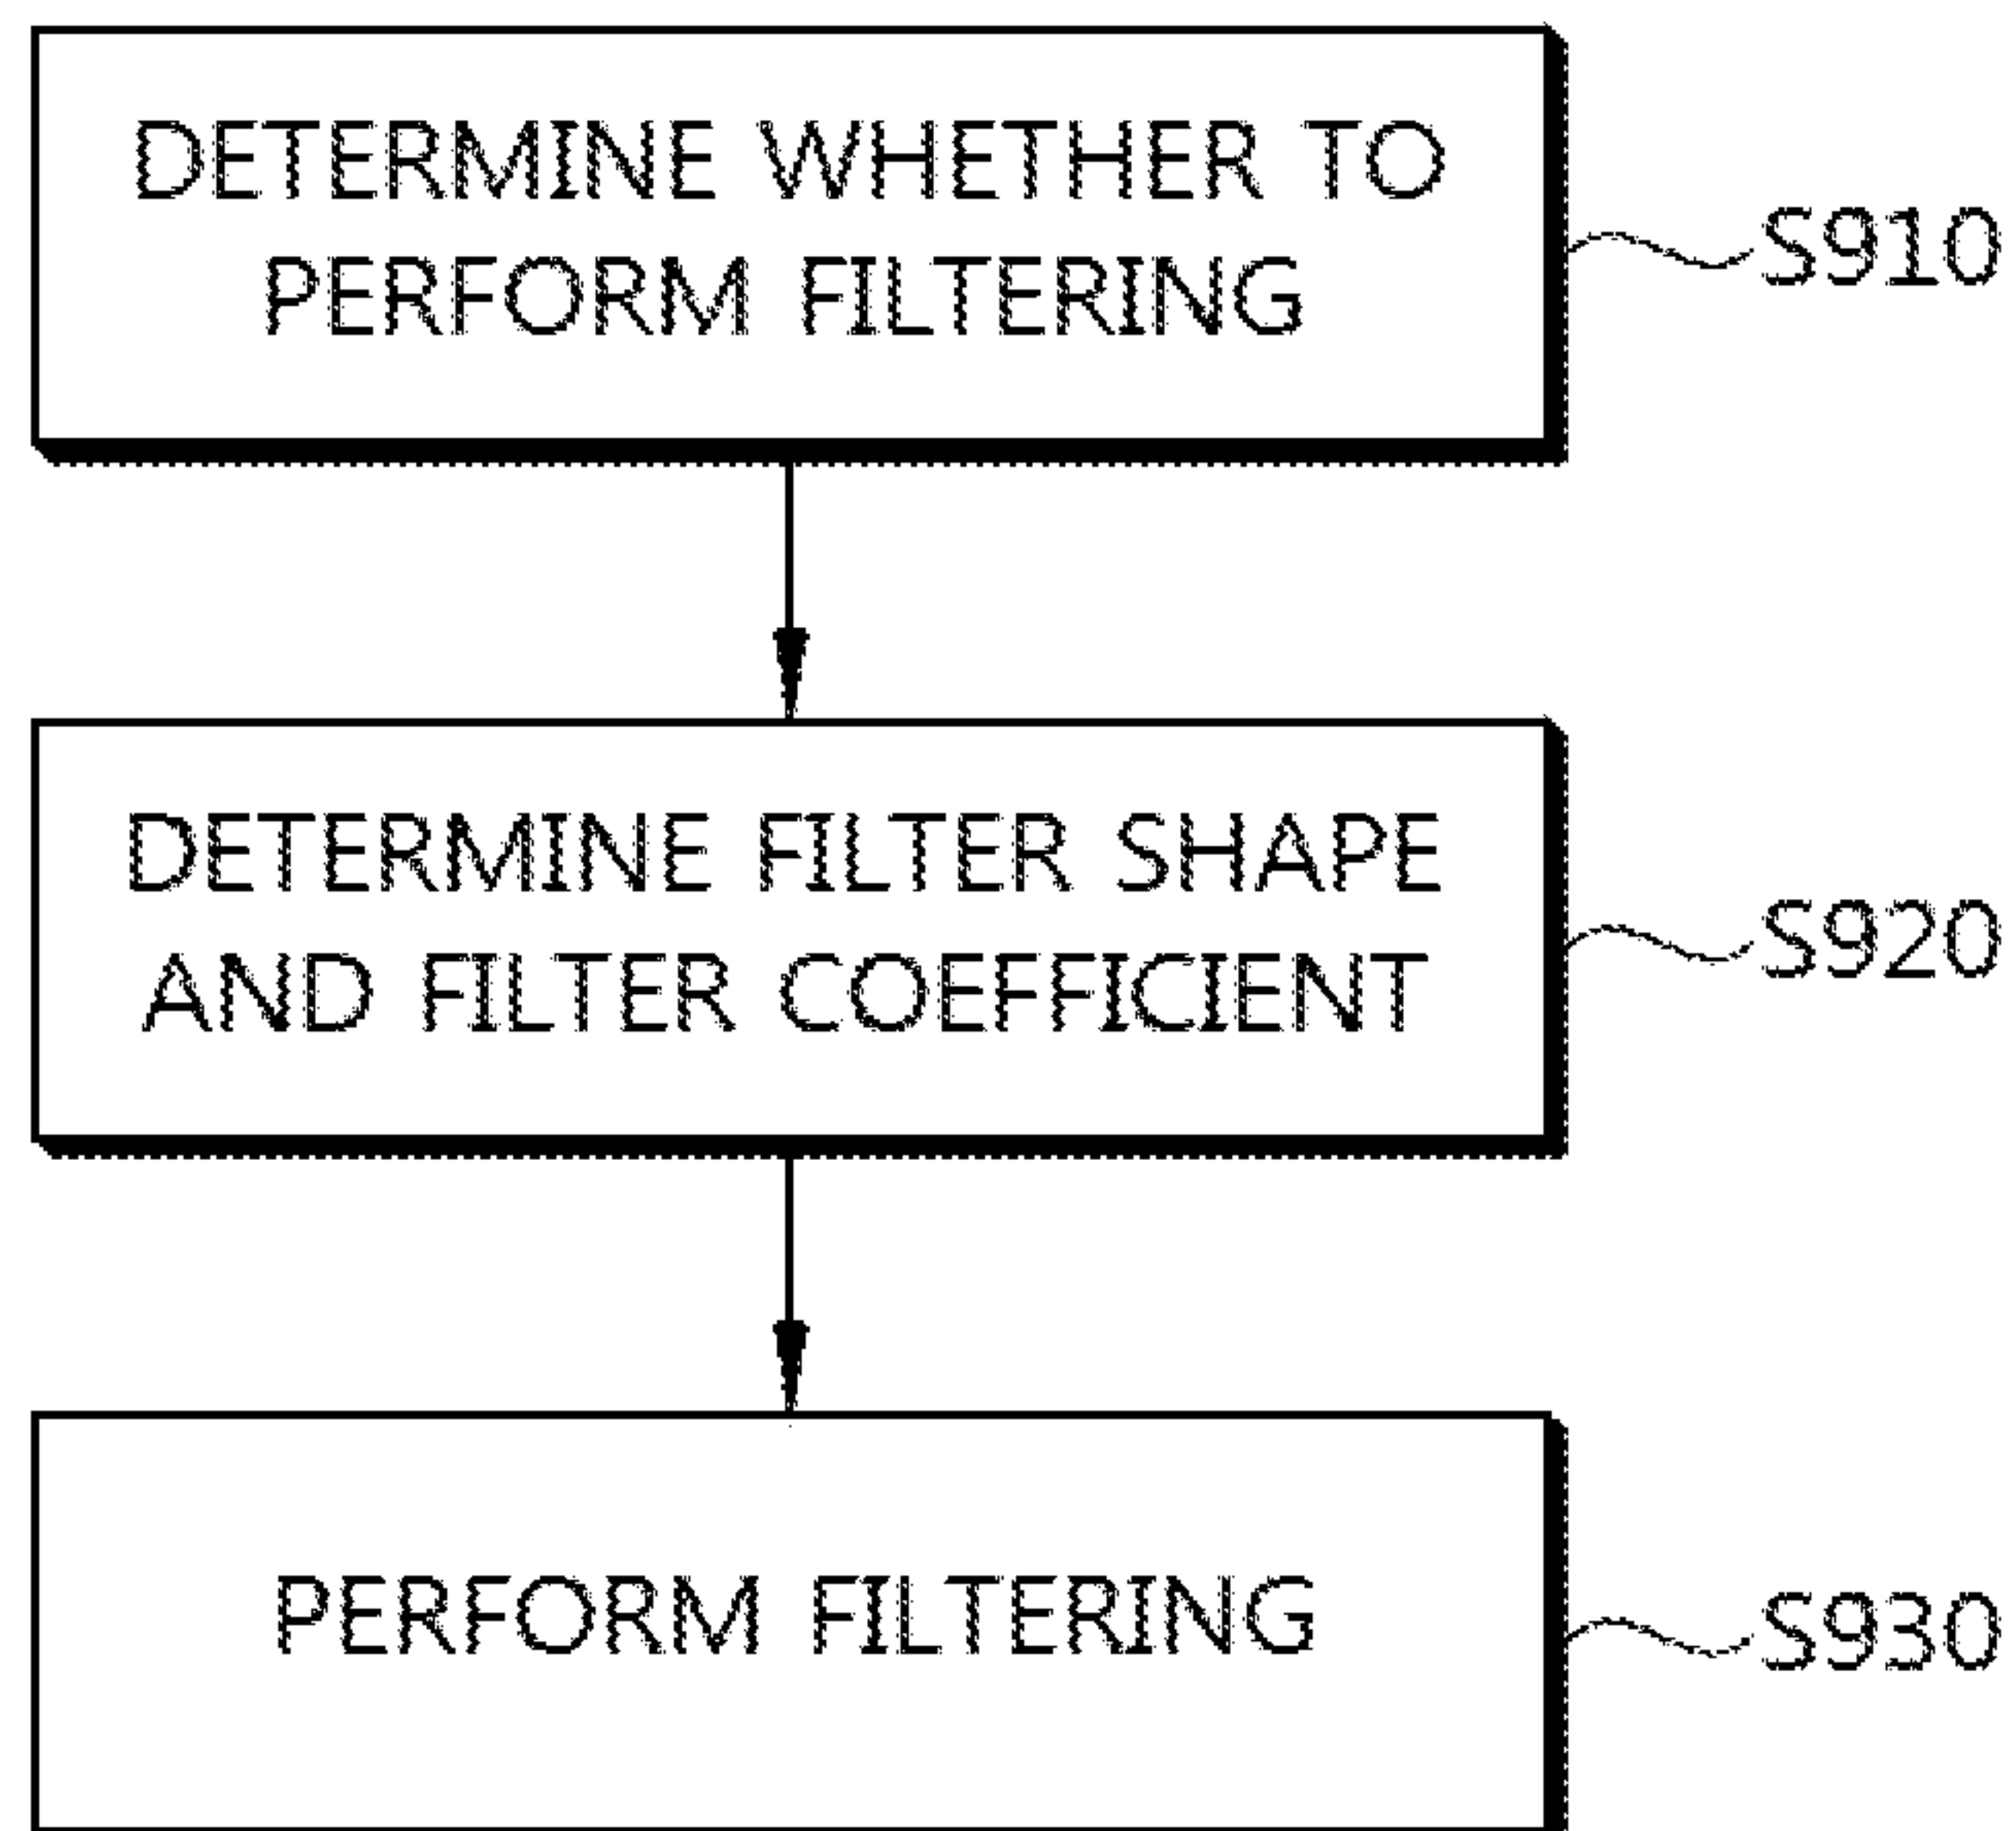 DETERMINE WHETHER TO
PERFORM FILTERING
S910
DETERMINE FILTER SHAPE
AND FILTER COEFFICIENT
S920
PERFORM FILTERING
S930